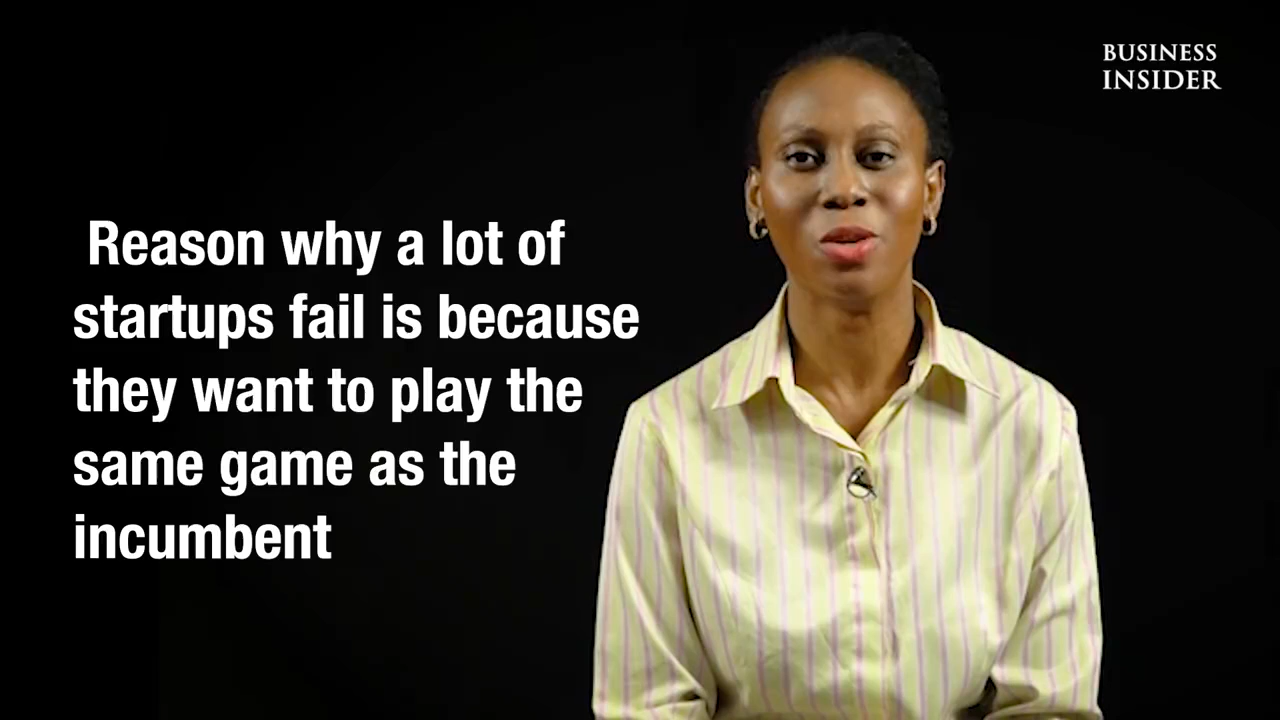 BUSINESS
INSIDER
Reason why a lot of
startups fail is because
they want to play the
same game as the
incumbent